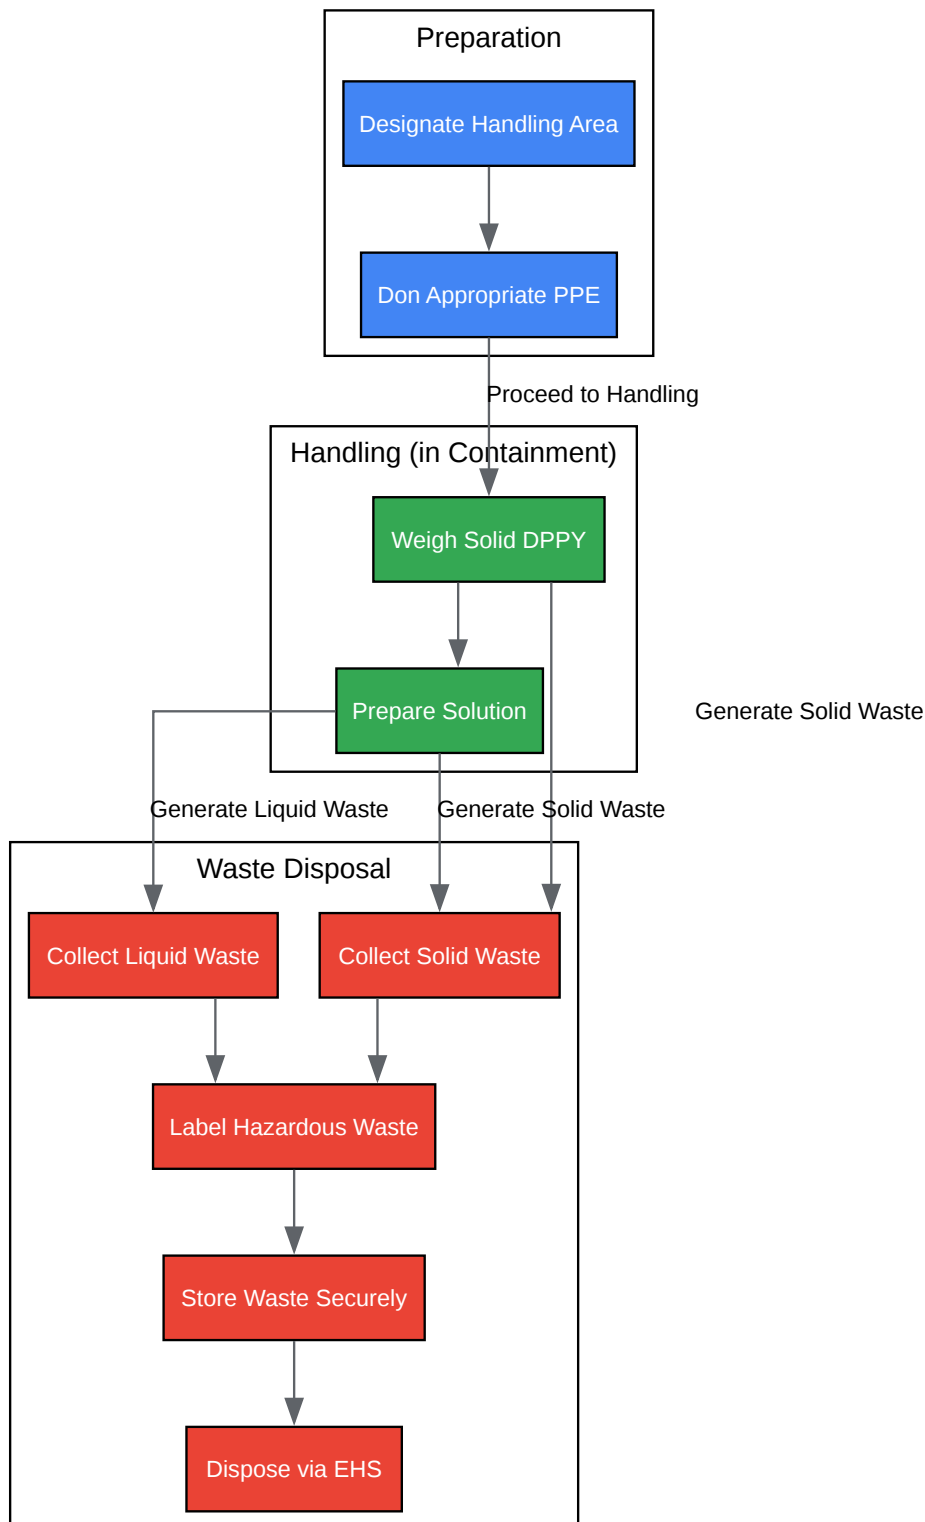 Preparation
Designate Handling Area
Don Appropriate PPE
Proceed to Handling
Handling (in Containment)
Weigh Solid DPPY
Prepare Solution
Generate Solid Waste
Generate Liquid Waste
Generate Solid Waste
Waste Disposal
Collect Liquid Waste
Collect Solid Waste
Label Hazardous Waste
Store Waste Securely
Dispose via EHS